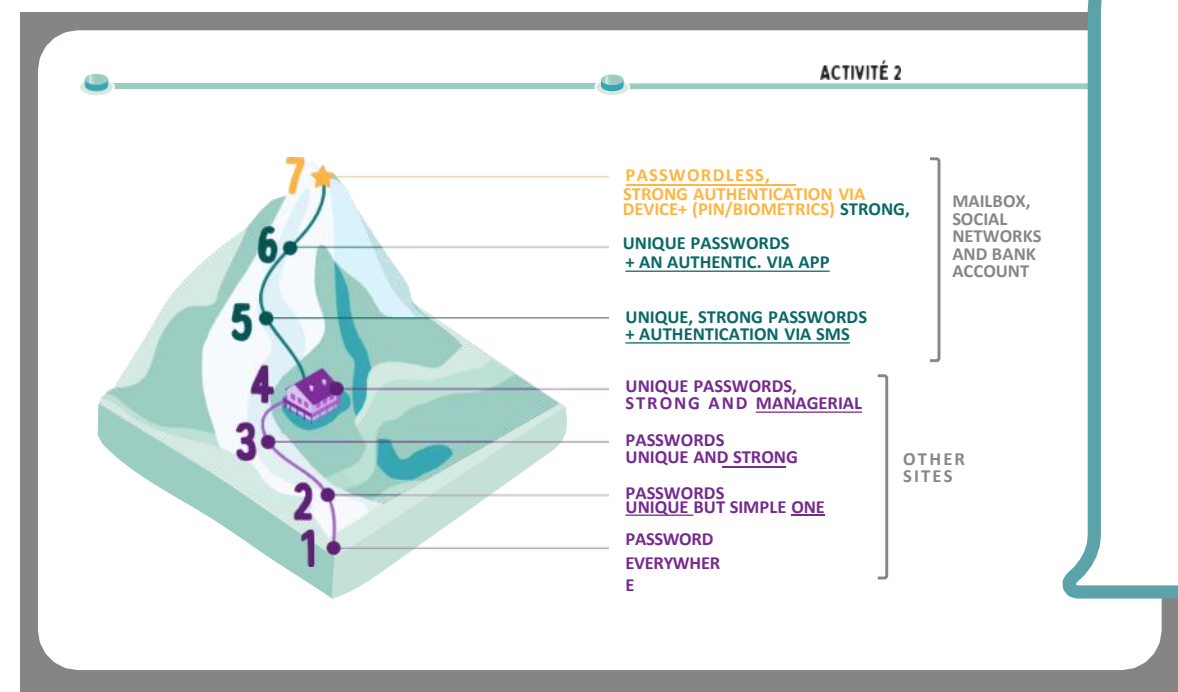 ACTIVITÉ 2
7
PASSWORDLESS,
STRONG AUTHENTICATION VIA
DEVICE+ (PIN/BIOMETRICS) STRONG,
6
UNIQUE PASSWORDS
+ AN AUTHENTIC. VIA APP
MAILBOX,
SOCIAL
NETWORKS
AND BANK
ACCOUNT
5
UNIQUE, STRONG PASSWORDS
+ AUTHENTICATION VIA SMS
4
UNIQUE PASSWORDS,
STRONG AND MANAGERIAL
3
PASSWORDS
UNIQUE AND STRONG
2
PASSWORDS
UNIQUE BUT SIMPLE ONE
1
PASSWORD
EVERYWHER
E
OTHER
SITES